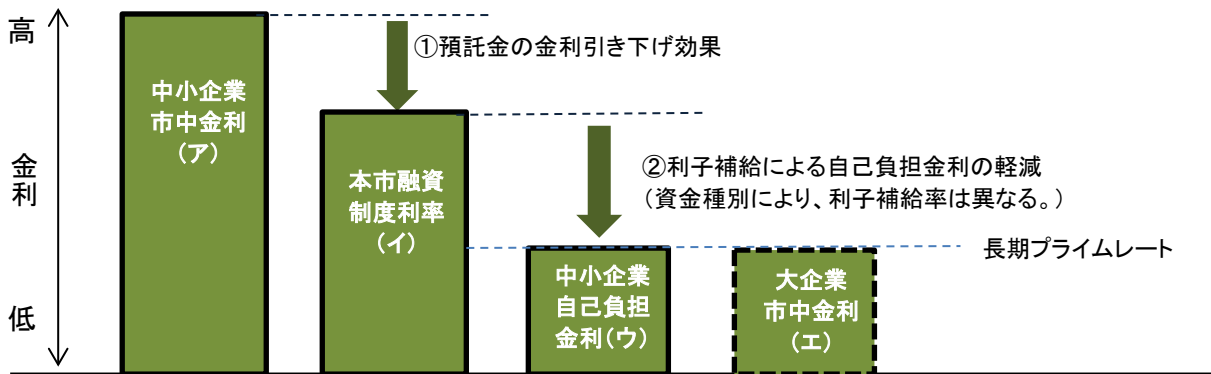 高
金
利
低
中小企業
市中金利
（ア）
①預託金の金利引き下げ効果
本市融資
制度利率
（イ）
②利子補給による自己負担金利の軽減
（資金種別により、利子補給率は異なる。）
長期プライムレート
中小企業
自己負担
金利（ウ）
大企業
市中金利
（エ）